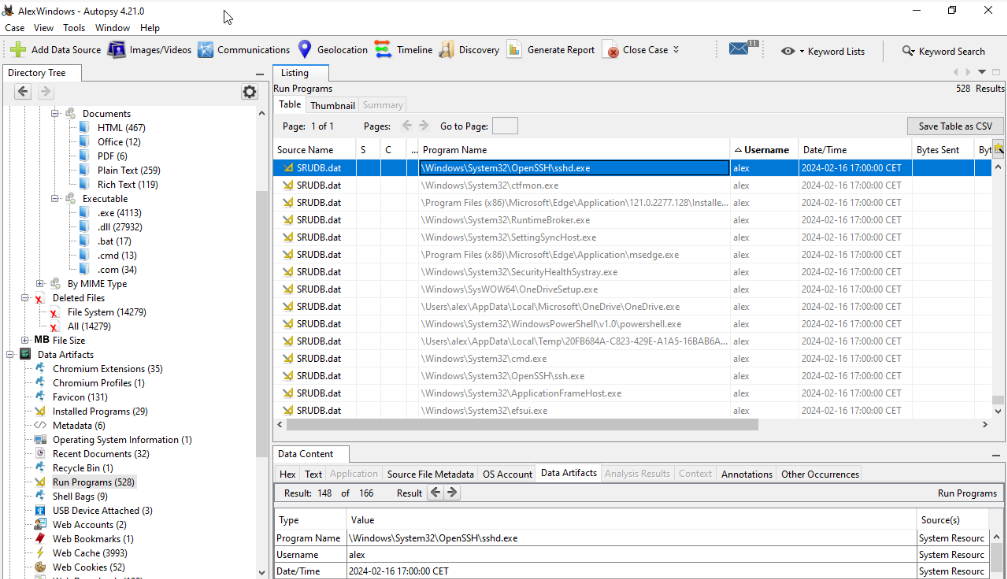 AlexWindows - Autopsy 4.21.0
Case View Tools Window Help
Add Data Source Images/Videos Communications Geolocation Timeline Discovery Generate Report Close Case Keyword Lists Keyword Search
Directory Tree
Documents
HTML (467)
Office (12)
PDF (6)
Plain Text (259)
Rich Text (119)
Executable
.exe (4113)
.dll (27932)
.bat (17)
.cmd (13)
.com (34)
By MIME Type
Deleted Files
File System (14279)
All (14279)
MB File Size
Data Artifacts
Chromium Extensions (35)
Chromium Profiles (1)
Favicon (131)
Installed Programs (29)
Metadata (6)
Operating System Information (1)
Recent Documents (32)
Recycle Bin (1)
Run Programs (528)
Shell Bags (9)
USB Device Attached (3)
Web Accounts (2)
Web Bookmarks (1)
Web Cache (3993)
Web Cookies (52)
Listing
Run Programs 528 Results
Table Thumbnail Summary
Page: 1 of 1 Pages: Go to Page: Save Table as CSV
Source Name S C ... Program Name Username Date/Time Bytes Sent Byt
SRUDB.dat \Windows\System32\OpenSSH\sshd.exe alex 2024-02-16 17:00:00 CET
SRUDB.dat \Windows\System32\ctfmon.exe alex 2024-02-16 17:00:00 CET
SRUDB.dat \Program Files (x86)\Microsoft\Edge\Application\121.0.2277.128\Installe... alex 2024-02-16 17:00:00 CET
SRUDB.dat \Windows\System32\RuntimeBroker.exe alex 2024-02-16 17:00:00 CET
SRUDB.dat \Windows\System32\SettingSyncHost.exe alex 2024-02-16 17:00:00 CET
SRUDB.dat \Program Files (x86)\Microsoft\Edge\Application\msedge.exe alex 2024-02-16 17:00:00 CET
SRUDB.dat \Windows\System32\SecurityHealthSystray.exe alex 2024-02-16 17:00:00 CET
SRUDB.dat \Windows\SysWOW64\OneDriveSetup.exe alex 2024-02-16 17:00:00 CET
SRUDB.dat \Users\alex\AppData\Local\Microsoft\OneDrive\OneDrive.exe alex 2024-02-16 17:00:00 CET
SRUDB.dat \Windows\System32\WindowsPowerShell\v1.0\powershell.exe alex 2024-02-16 17:00:00 CET
SRUDB.dat \Users\alex\AppData\Local\Temp\20FB684A-C823-429E-A1A5-16BAB6A... alex 2024-02-16 17:00:00 CET
SRUDB.dat \Windows\System32\cmd.exe alex 2024-02-16 17:00:00 CET
SRUDB.dat \Windows\System32\OpenSSH\ssh.exe alex 2024-02-16 17:00:00 CET
SRUDB.dat \Windows\System32\ApplicationFrameHost.exe alex 2024-02-16 17:00:00 CET
SRUDB.dat \Windows\System32\efsui.exe alex 2024-02-16 17:00:00 CET
Data Content
Hex Text Application Source File Metadata OS Account Data Artifacts Analysis Results Context Annotations Other Occurrences
Result: 148 of 166 Result Run Programs
Type Value Source(s)
Program Name \Windows\System32\OpenSSH\sshd.exe System Resourc
Username alex System Resourc
Date/Time 2024-02-16 17:00:00 CET System Resourc